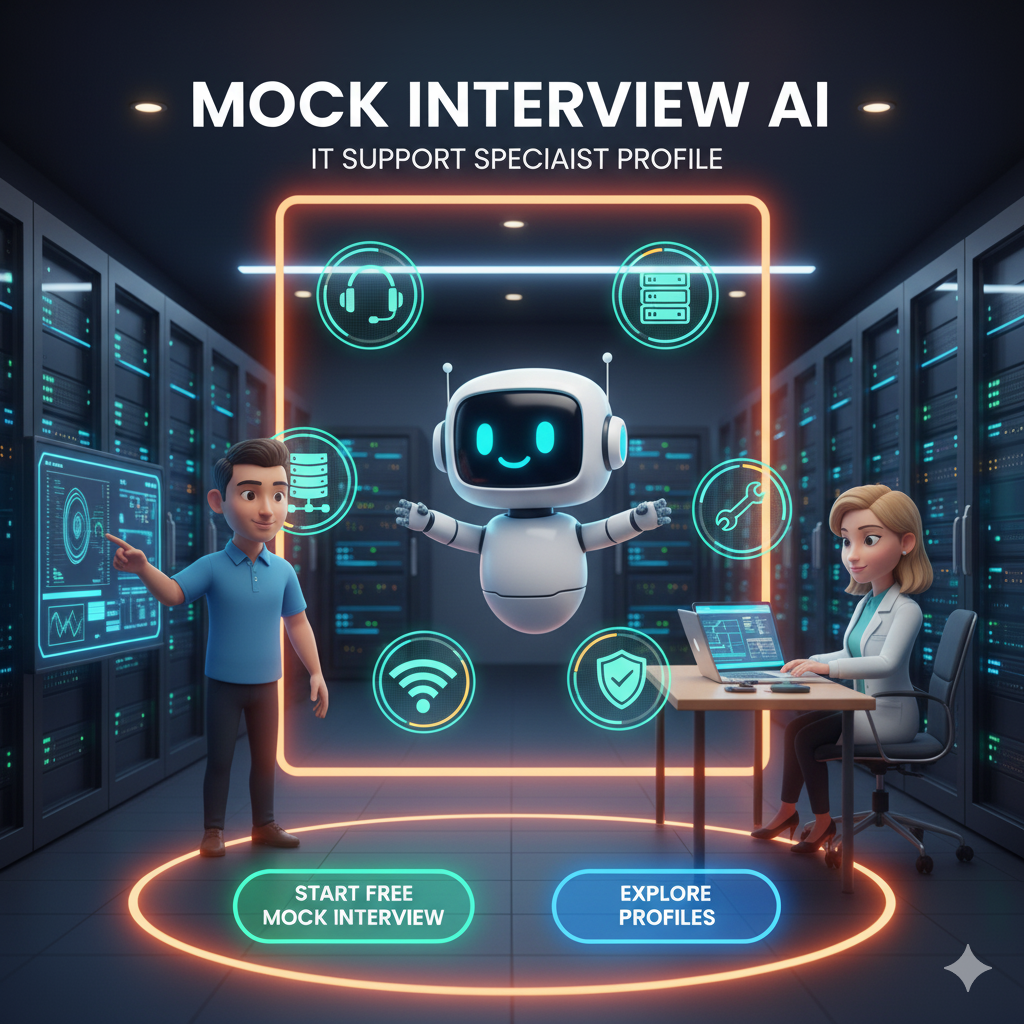 MOCK INTERVIEW AI
IT SUPPORT SPECIAIST PROFILE
START FREE
MOCK INTERVIEW
EXPLORE
PROFILES